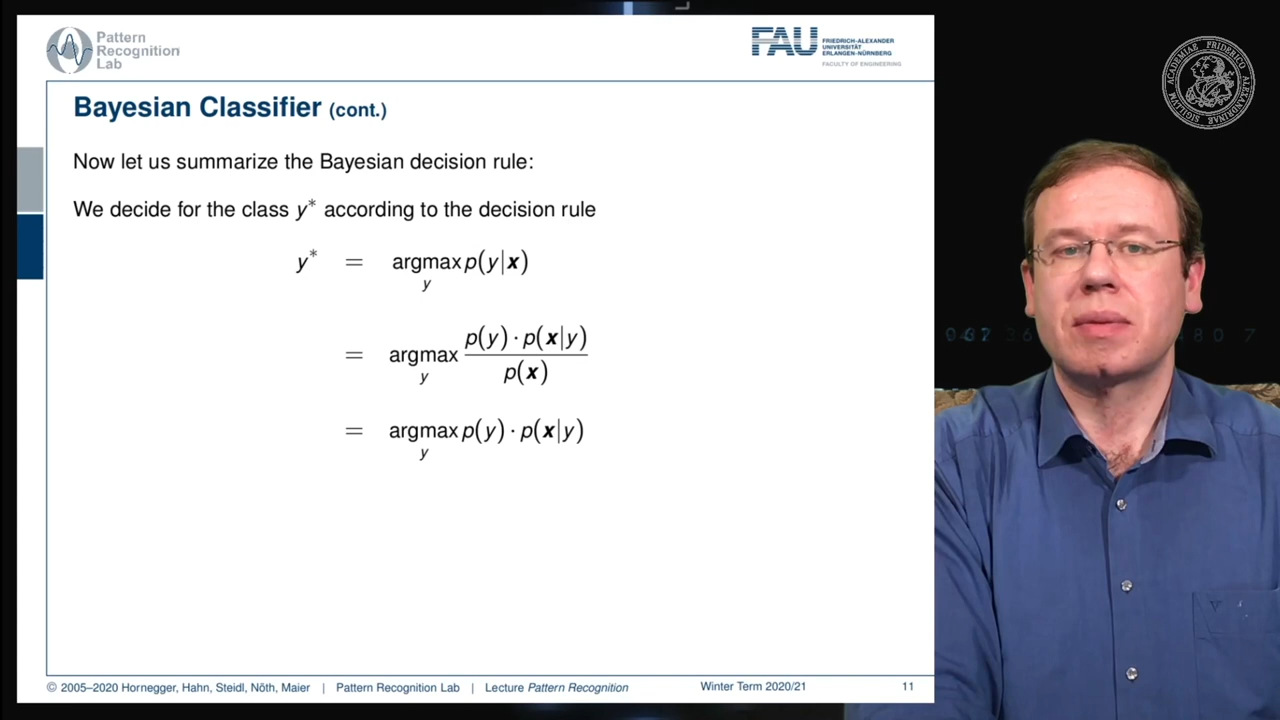 Pattern
Recognition
Lab
FAU
FRIEDRICH-ALEXANDER
UNIVERSITÄT
ERLANGEN-NÜRNBERG
FACULTY OF ENGINEERING
Bayesian Classifier (cont.)
Now let us summarize the Bayesian decision rule:
We decide for the class y* according to the decision rule
y* = argmax p(y|x)
y
= argmax p(y) · p(x|y) / p(x)
y
= argmax p(y) · p(x|y)
y
© 2005–2020 Hornegger, Hahn, Steidl, Nöth, Maier | Pattern Recognition Lab | Lecture Pattern Recognition Winter Term 2020/21 11